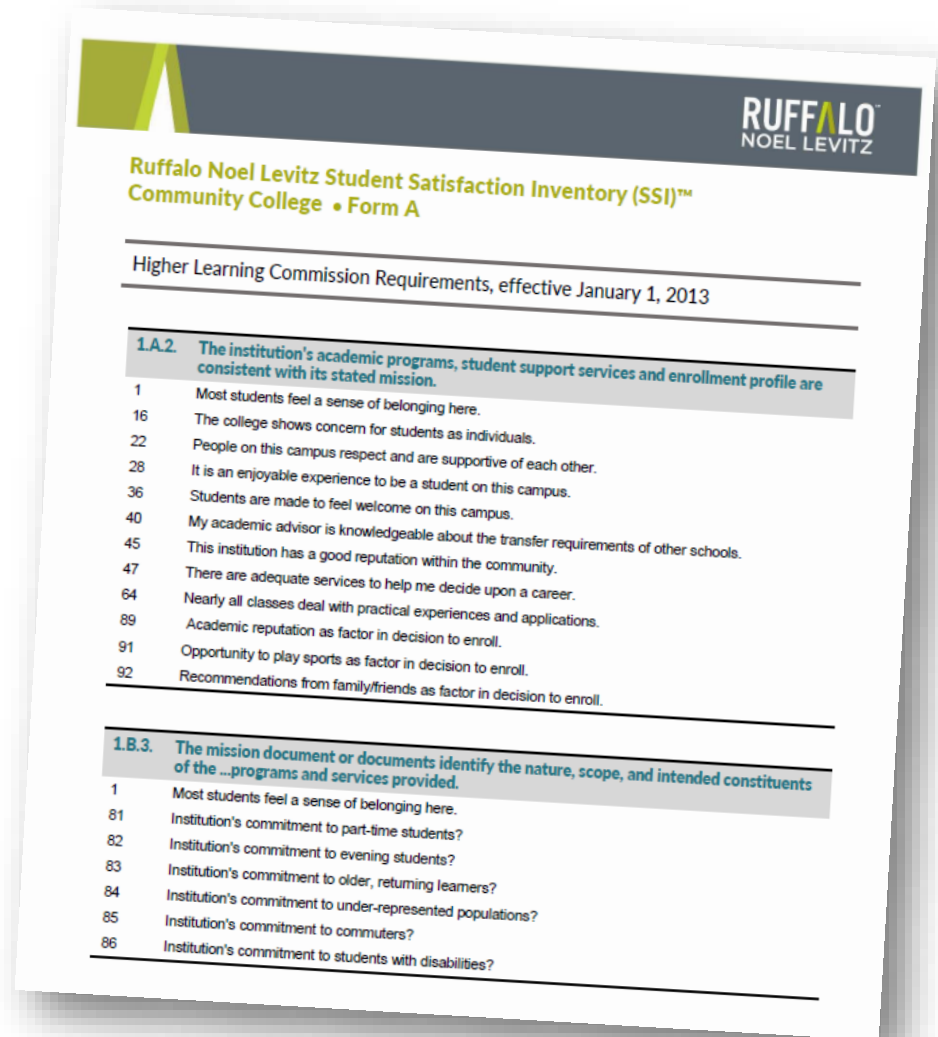 RUFFALO™
NOEL LEVITZ
Ruffalo Noel Levitz Student Satisfaction Inventory (SSI)™
Community College • Form A
Higher Learning Commission Requirements, effective January 1, 2013
1.A.2. The institution's academic programs, student support services and enrollment profile are
consistent with its stated mission.
1 Most students feel a sense of belonging here.
16 The college shows concern for students as individuals.
22 People on this campus respect and are supportive of each other.
28 It is an enjoyable experience to be a student on this campus.
36 Students are made to feel welcome on this campus.
40 My academic advisor is knowledgeable about the transfer requirements of other schools.
45 This institution has a good reputation within the community.
47 There are adequate services to help me decide upon a career.
64 Nearly all classes deal with practical experiences and applications.
89 Academic reputation as factor in decision to enroll.
91 Opportunity to play sports as factor in decision to enroll.
92 Recommendations from family/friends as factor in decision to enroll.
1.B.3. The mission document or documents identify the nature, scope, and intended constituents
of the ...programs and services provided.
1 Most students feel a sense of belonging here.
81 Institution's commitment to part-time students?
82 Institution's commitment to evening students?
83 Institution's commitment to older, returning learners?
84 Institution's commitment to under-represented populations?
85 Institution's commitment to commuters?
86 Institution's commitment to students with disabilities?